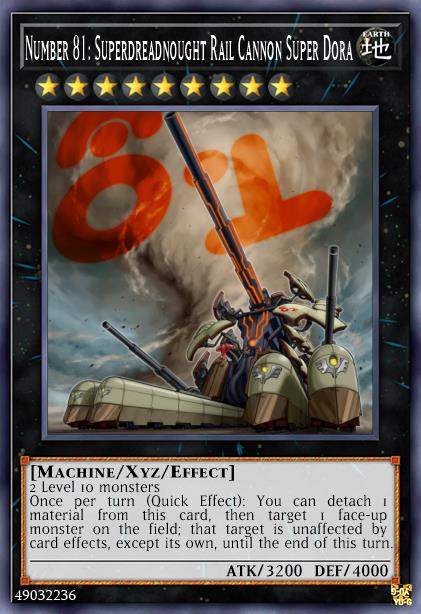 Number 81: Superdreadnought Rail Cannon Super Dora
EARTH
地
81
[Machine/Xyz/Effect]
2 Level 10 monsters
Once per turn (Quick Effect): You can detach 1
material from this card, then target 1 face-up
monster on the field; that target is unaffected by
card effects, except its own, until the end of this turn.
ATK/3200 DEF/4000
49032236